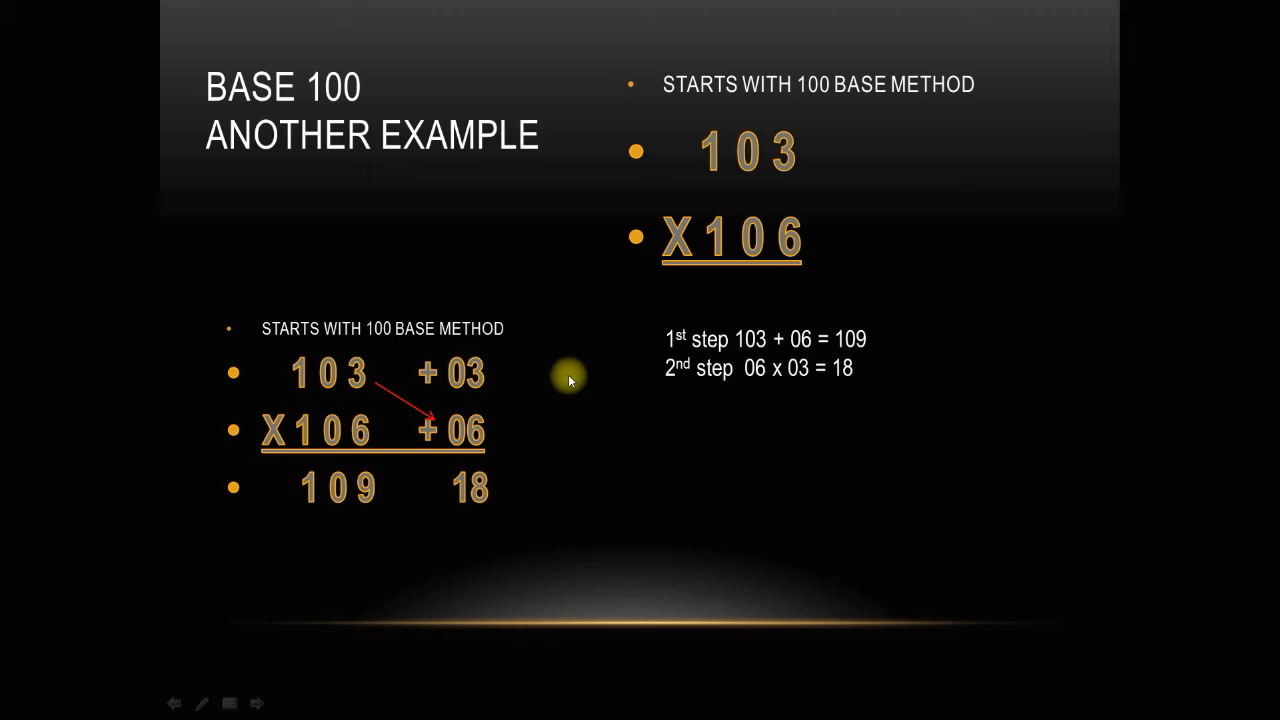 BASE 100
ANOTHER EXAMPLE
• STARTS WITH 100 BASE METHOD
• 1 0 3
• X 1 0 6
• STARTS WITH 100 BASE METHOD
• 1 0 3 + 03
• X 1 0 6 + 06
• 1 0 9 18
1st step 103 + 06 = 109
2nd step 06 x 03 = 18